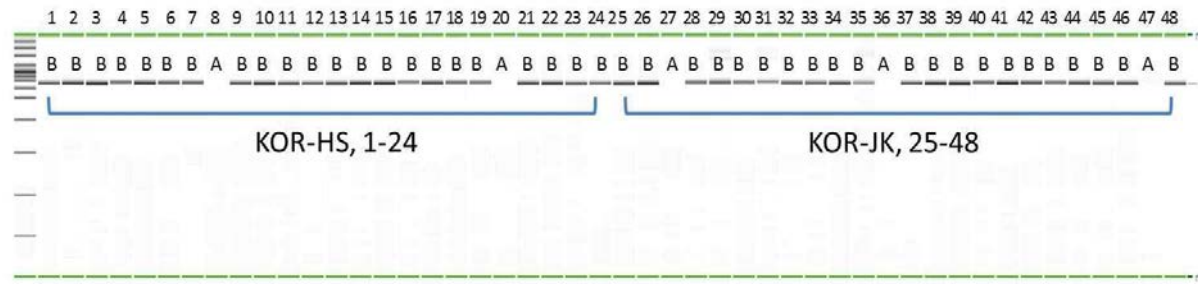 1 2 3 4 5 6 7 8 9 10 11 12 13 14 15 16 17 18 19 20 21 22 23 24 25 26 27 28 29 30 31 32 33 34 35 36 37 38 39 40 41 42 43 44 45 46 47 48
B B B B B B B A B B B B B B B B B B B A B B B B B B A B B B B B B B B A B B B B B B B B B B A B
KOR-HS, 1-24 KOR-JK, 25-48